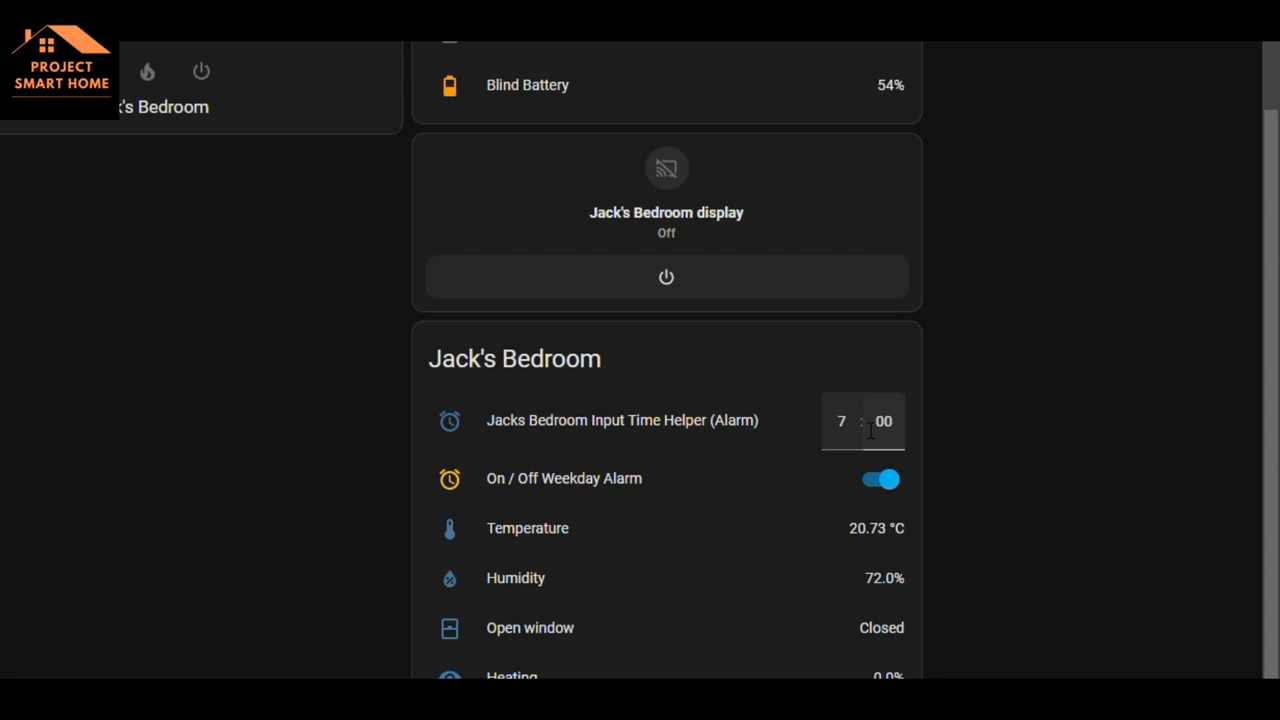 PROJECT
SMART HOME
k's Bedroom
Blind Battery
54%
Jack's Bedroom display
Off
Jack's Bedroom
Jacks Bedroom Input Time Helper (Alarm)
7 : 00
On / Off Weekday Alarm
Temperature
20.73 °C
Humidity
72.0%
Open window
Closed
Heating
0.0%